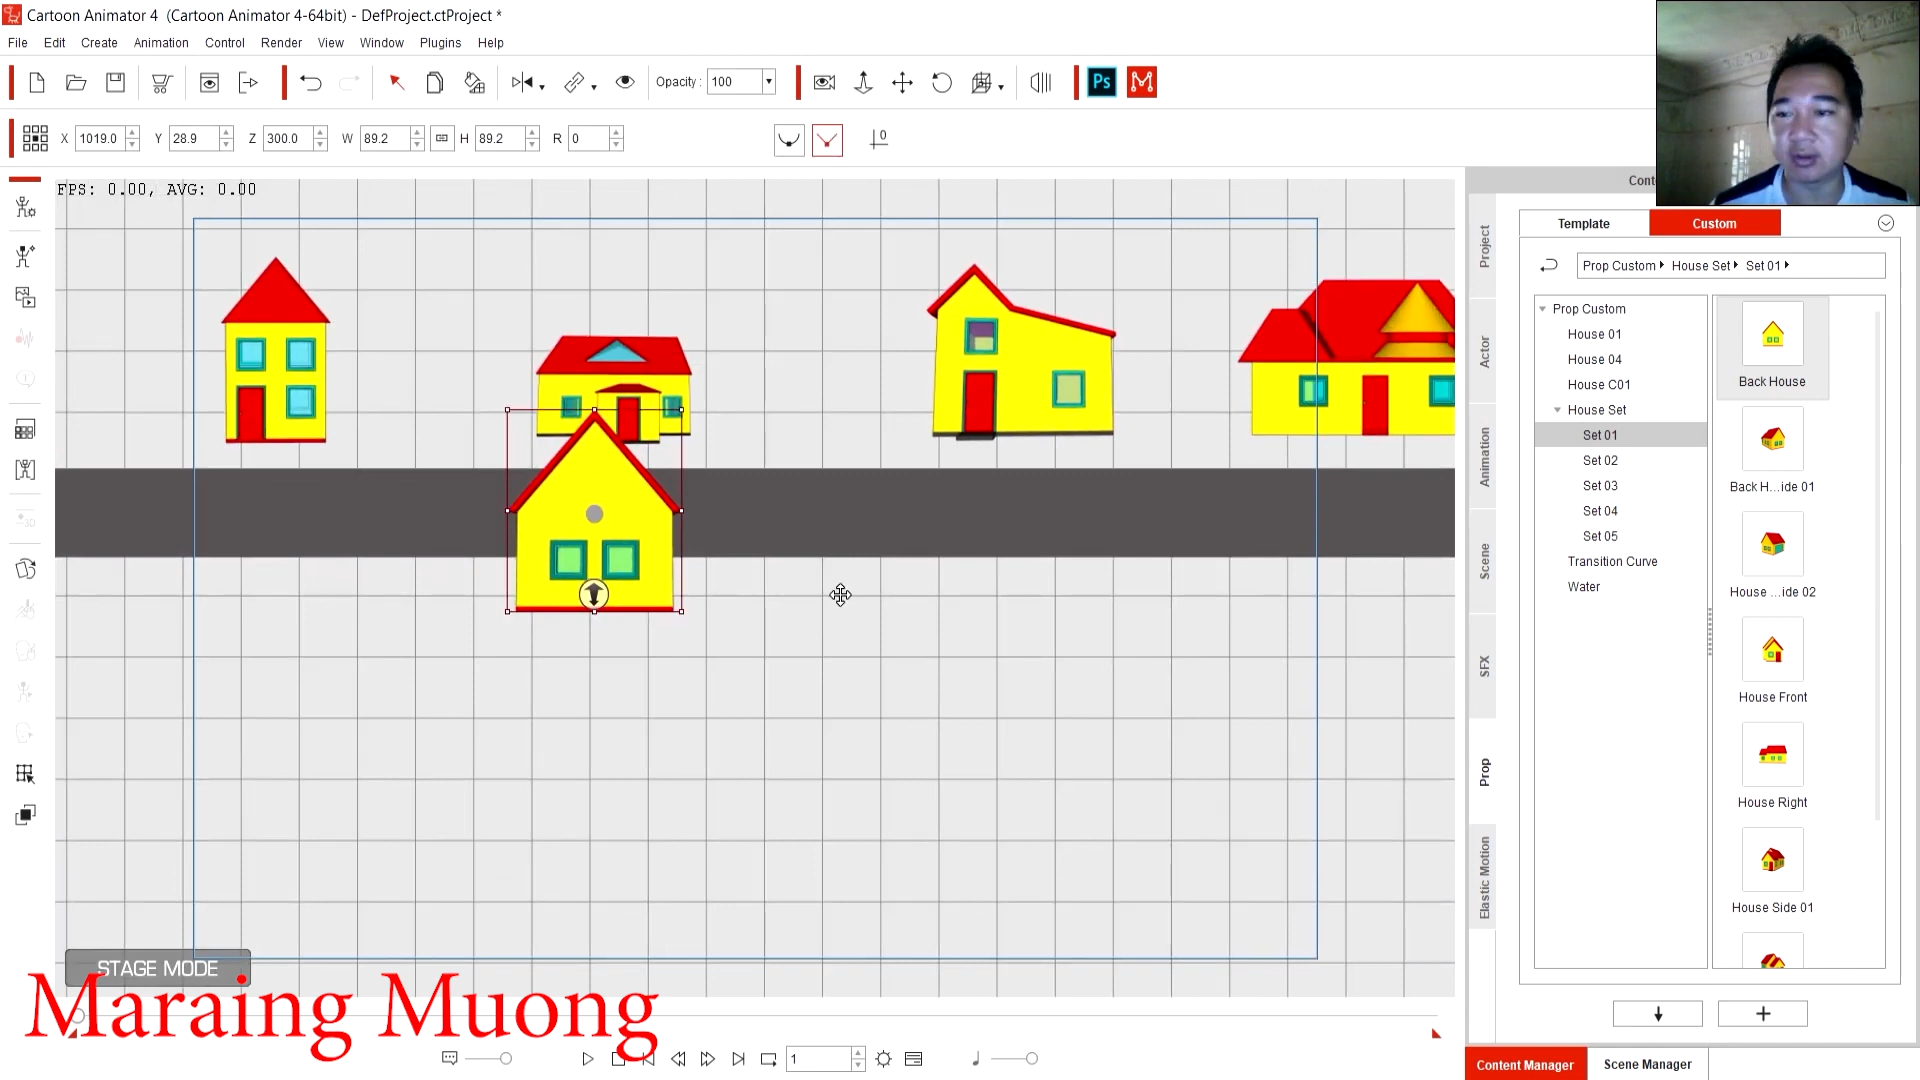 Cartoon Animator 4  (Cartoon Animator 4-64bit) - DefProject.ctProject *
File Edit Create Animation Control Render View Window Plugins Help
Opacity : 100 Ps
X 1019.0 Y 28.9 Z 300.0 W 89.2 H 89.2 R 0 0
FPS: 0.00, AVG: 0.00
Cont
Template Custom
Prop Custom House Set Set 01
Project
Actor
Animation
Scene
SFX
Prop
Elastic Motion
Prop Custom
House 01
House 04
House C01
House Set
Set 01
Set 02
Set 03
Set 04
Set 05
Transition Curve
Water
Back House
Back H...ide 01
House ...ide 02
House Front
House Right
House Side 01
STAGE MODE
Maraing Muong
1
Content Manager Scene Manager